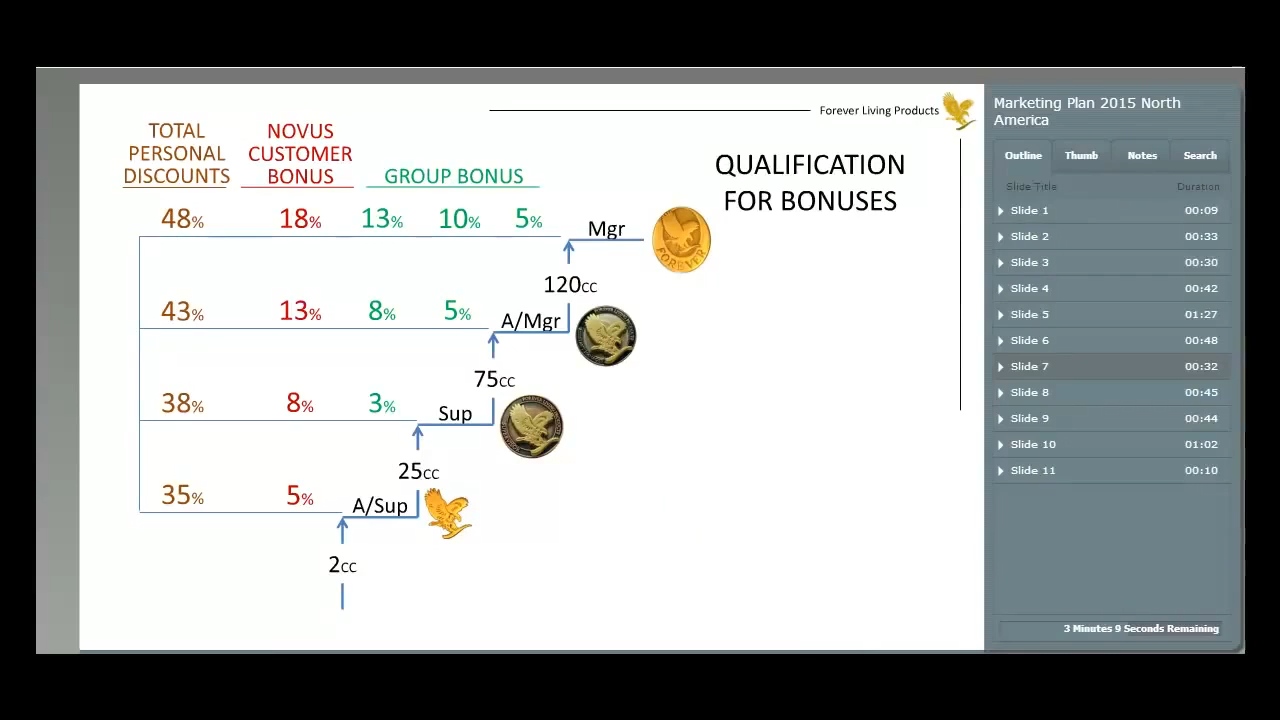 Forever Living Products
TOTAL
PERSONAL
DISCOUNTS
NOVUS
CUSTOMER
BONUS
GROUP BONUS
QUALIFICATION
FOR BONUSES
48% 18% 13% 10% 5%
Mgr
FOREVER
120CC
43% 13% 8% 5%
A/Mgr
75CC
38% 8% 3%
Sup
25CC
35% 5%
A/Sup
2CC
Marketing Plan 2015 North
America
Outline Thumb Notes Search
Slide Title Duration
Slide 1 00:09
Slide 2 00:33
Slide 3 00:30
Slide 4 00:42
Slide 5 01:27
Slide 6 00:48
Slide 7 00:32
Slide 8 00:45
Slide 9 00:44
Slide 10 01:02
Slide 11 00:10
3 Minutes 9 Seconds Remaining